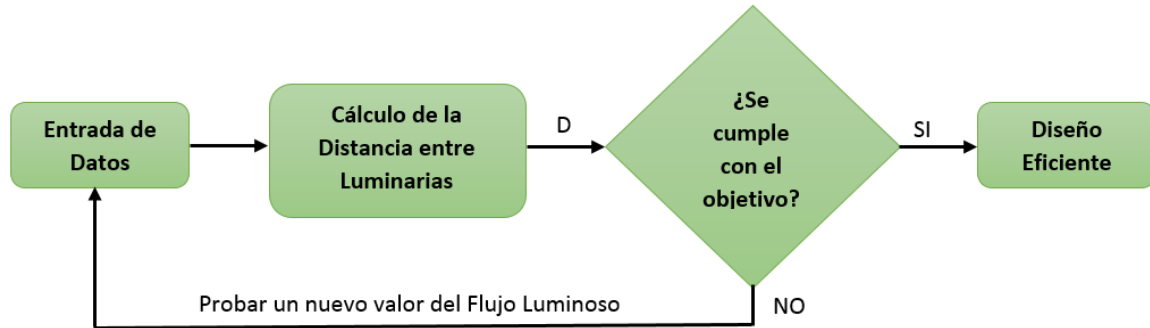 Entrada de
Datos
Cálculo de la
Distancia entre
Luminarias
D
¿Se
cumple
con el
objetivo?
SI
Diseño
Eficiente
NO
Probar un nuevo valor del Flujo Luminoso